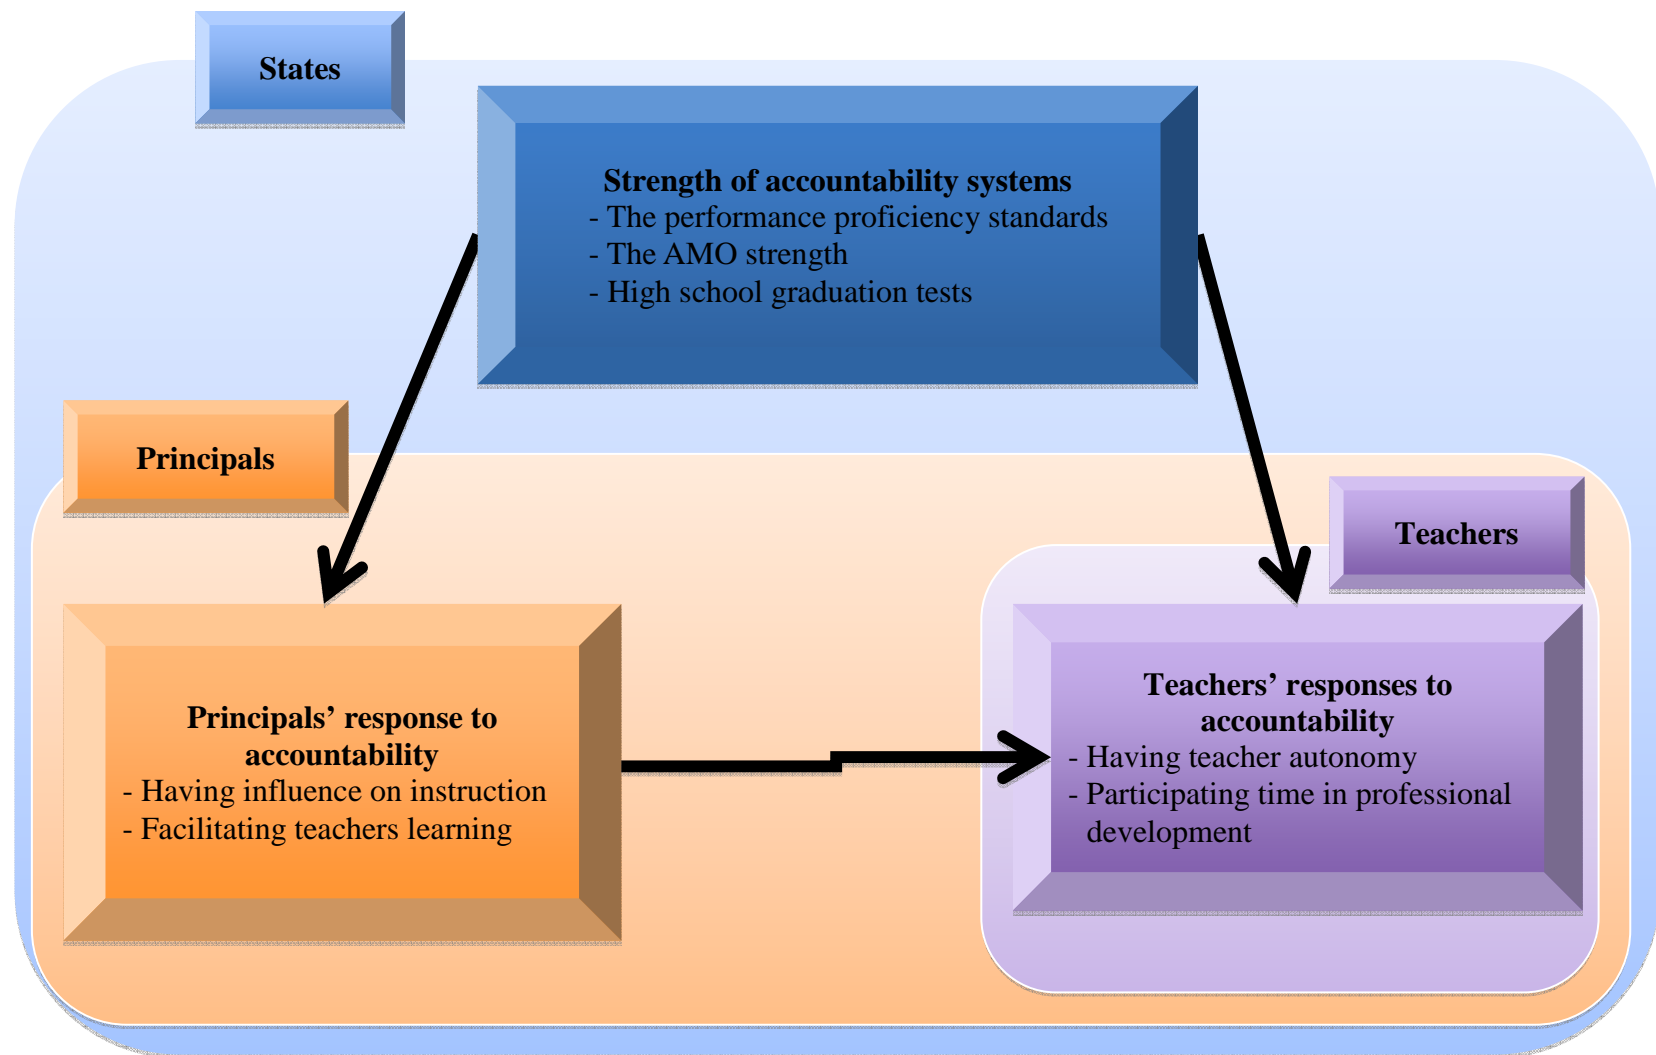 States
Strength of accountability systems
- The performance proficiency standards
- The AMO strength
- High school graduation tests
Principals
Teachers
Principals’ response to
accountability
- Having influence on instruction
- Facilitating teachers learning
Teachers’ responses to
accountability
- Having teacher autonomy
- Participating time in professional
development